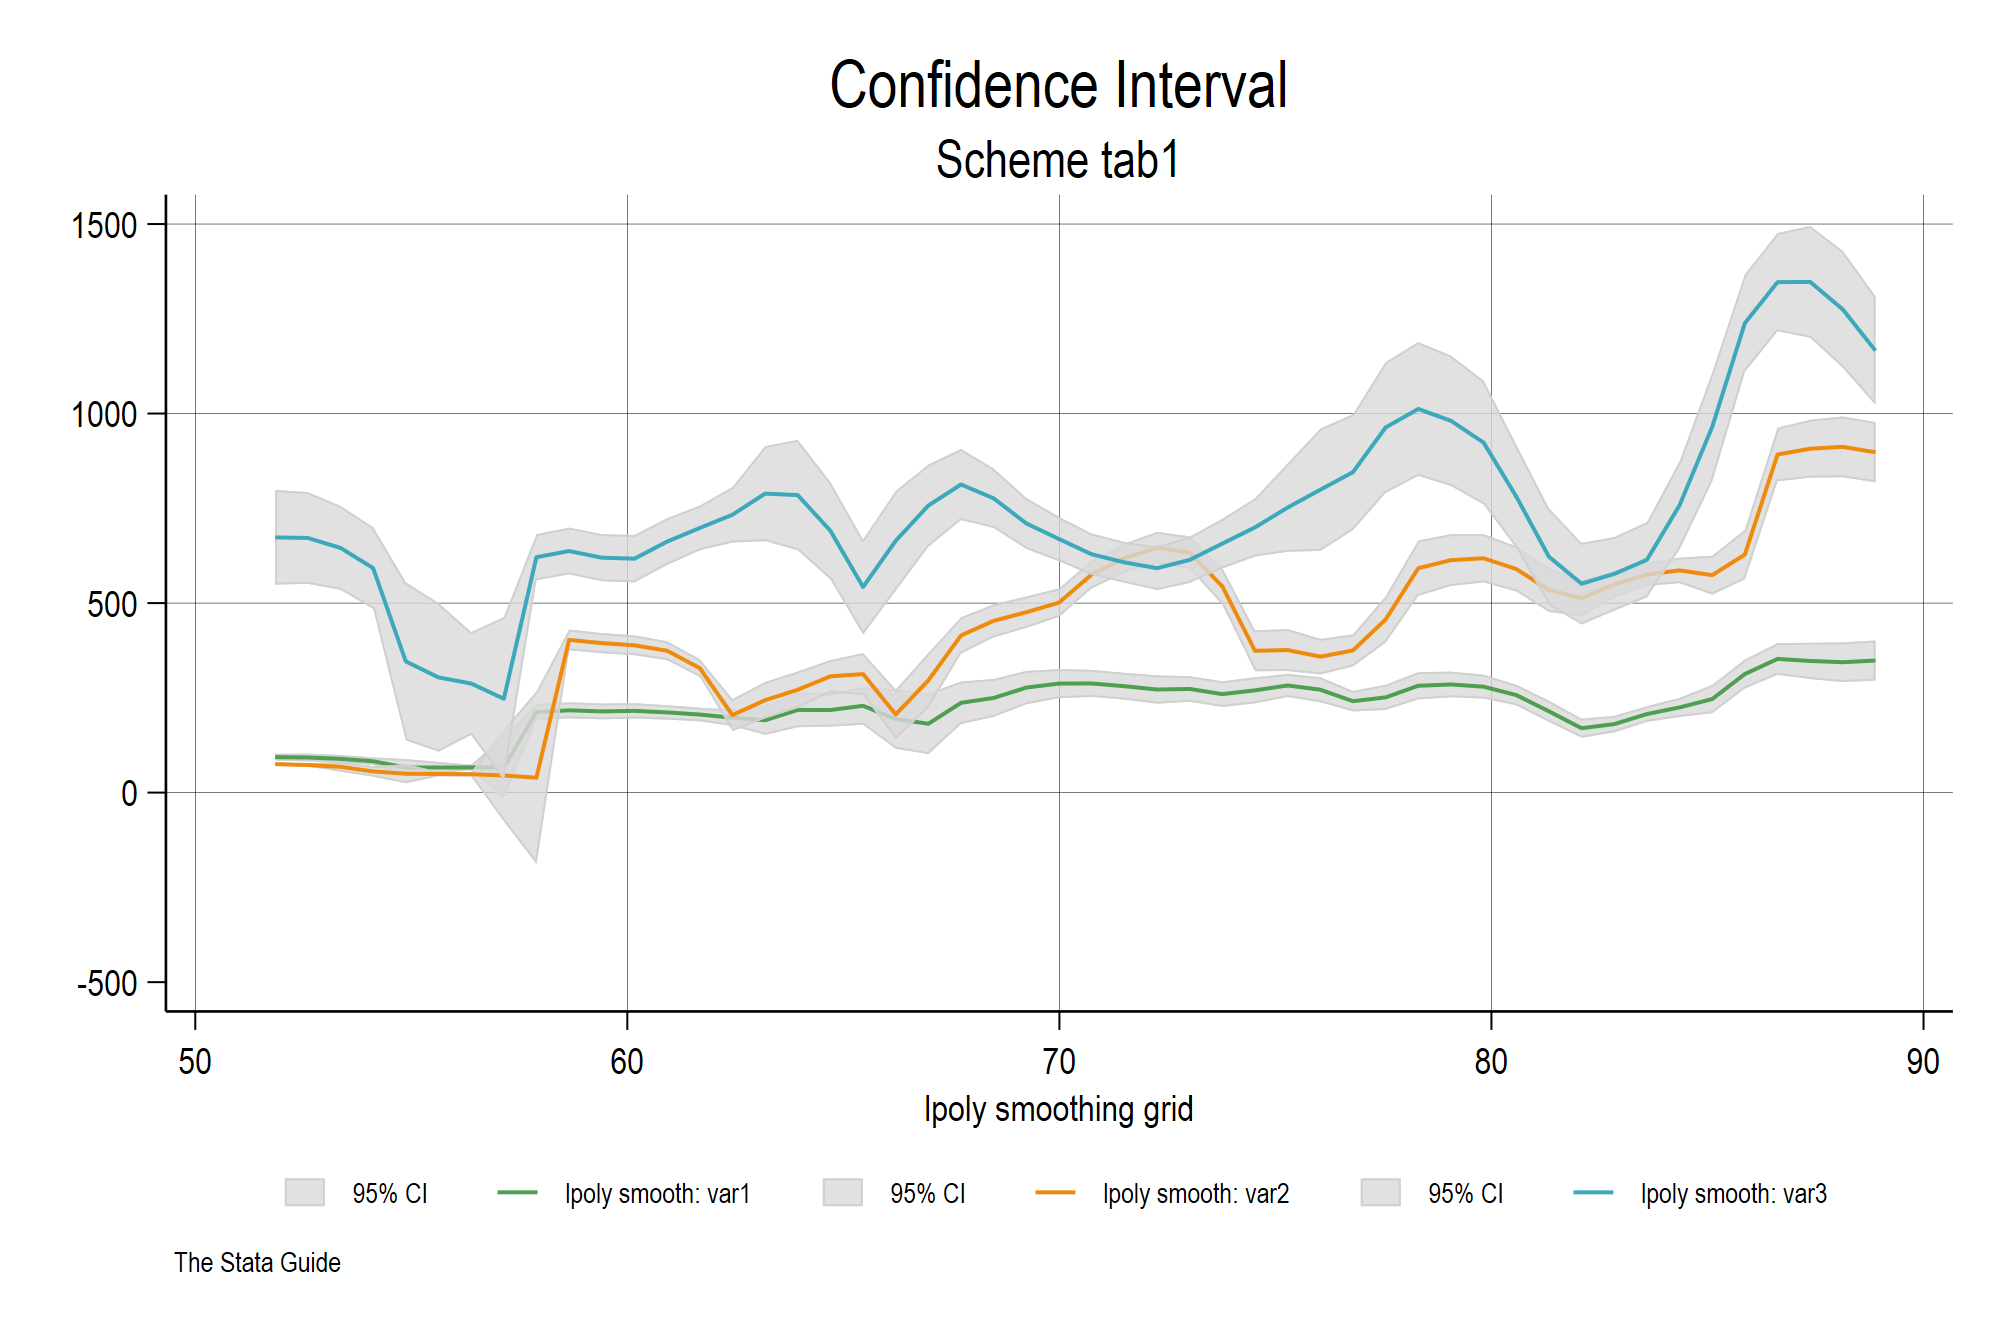 Confidence Interval
Scheme tab1
1500
1000
500
0
-500
50 60 70 80 90
lpoly smoothing grid
95% CI lpoly smooth: var1 95% CI lpoly smooth: var2 95% CI lpoly smooth: var3
The Stata Guide